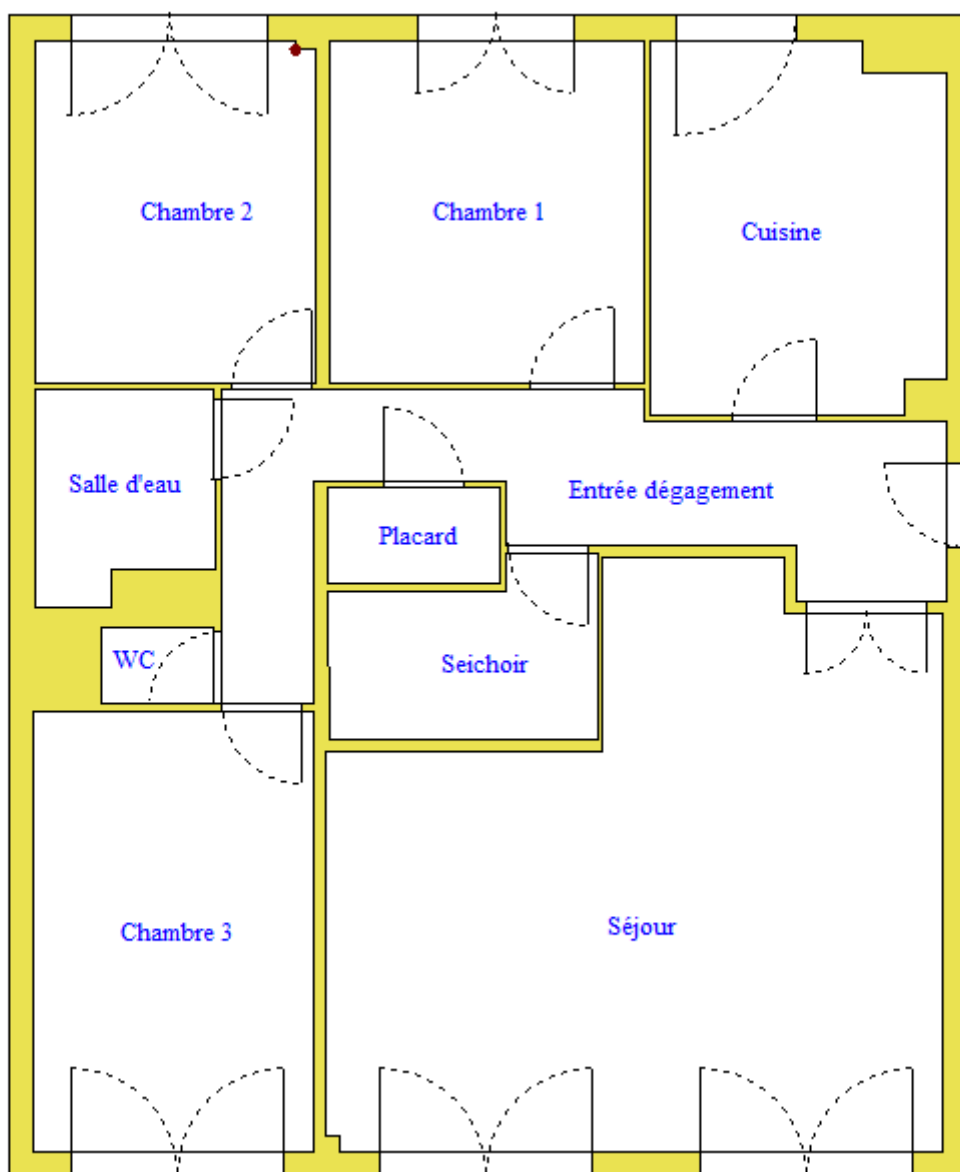 Chambre 2
Chambre 1
Cuisine
Salle d'eau
Entrée dégagement
Placard
WC
Seichoir
Chambre 3
Séjour